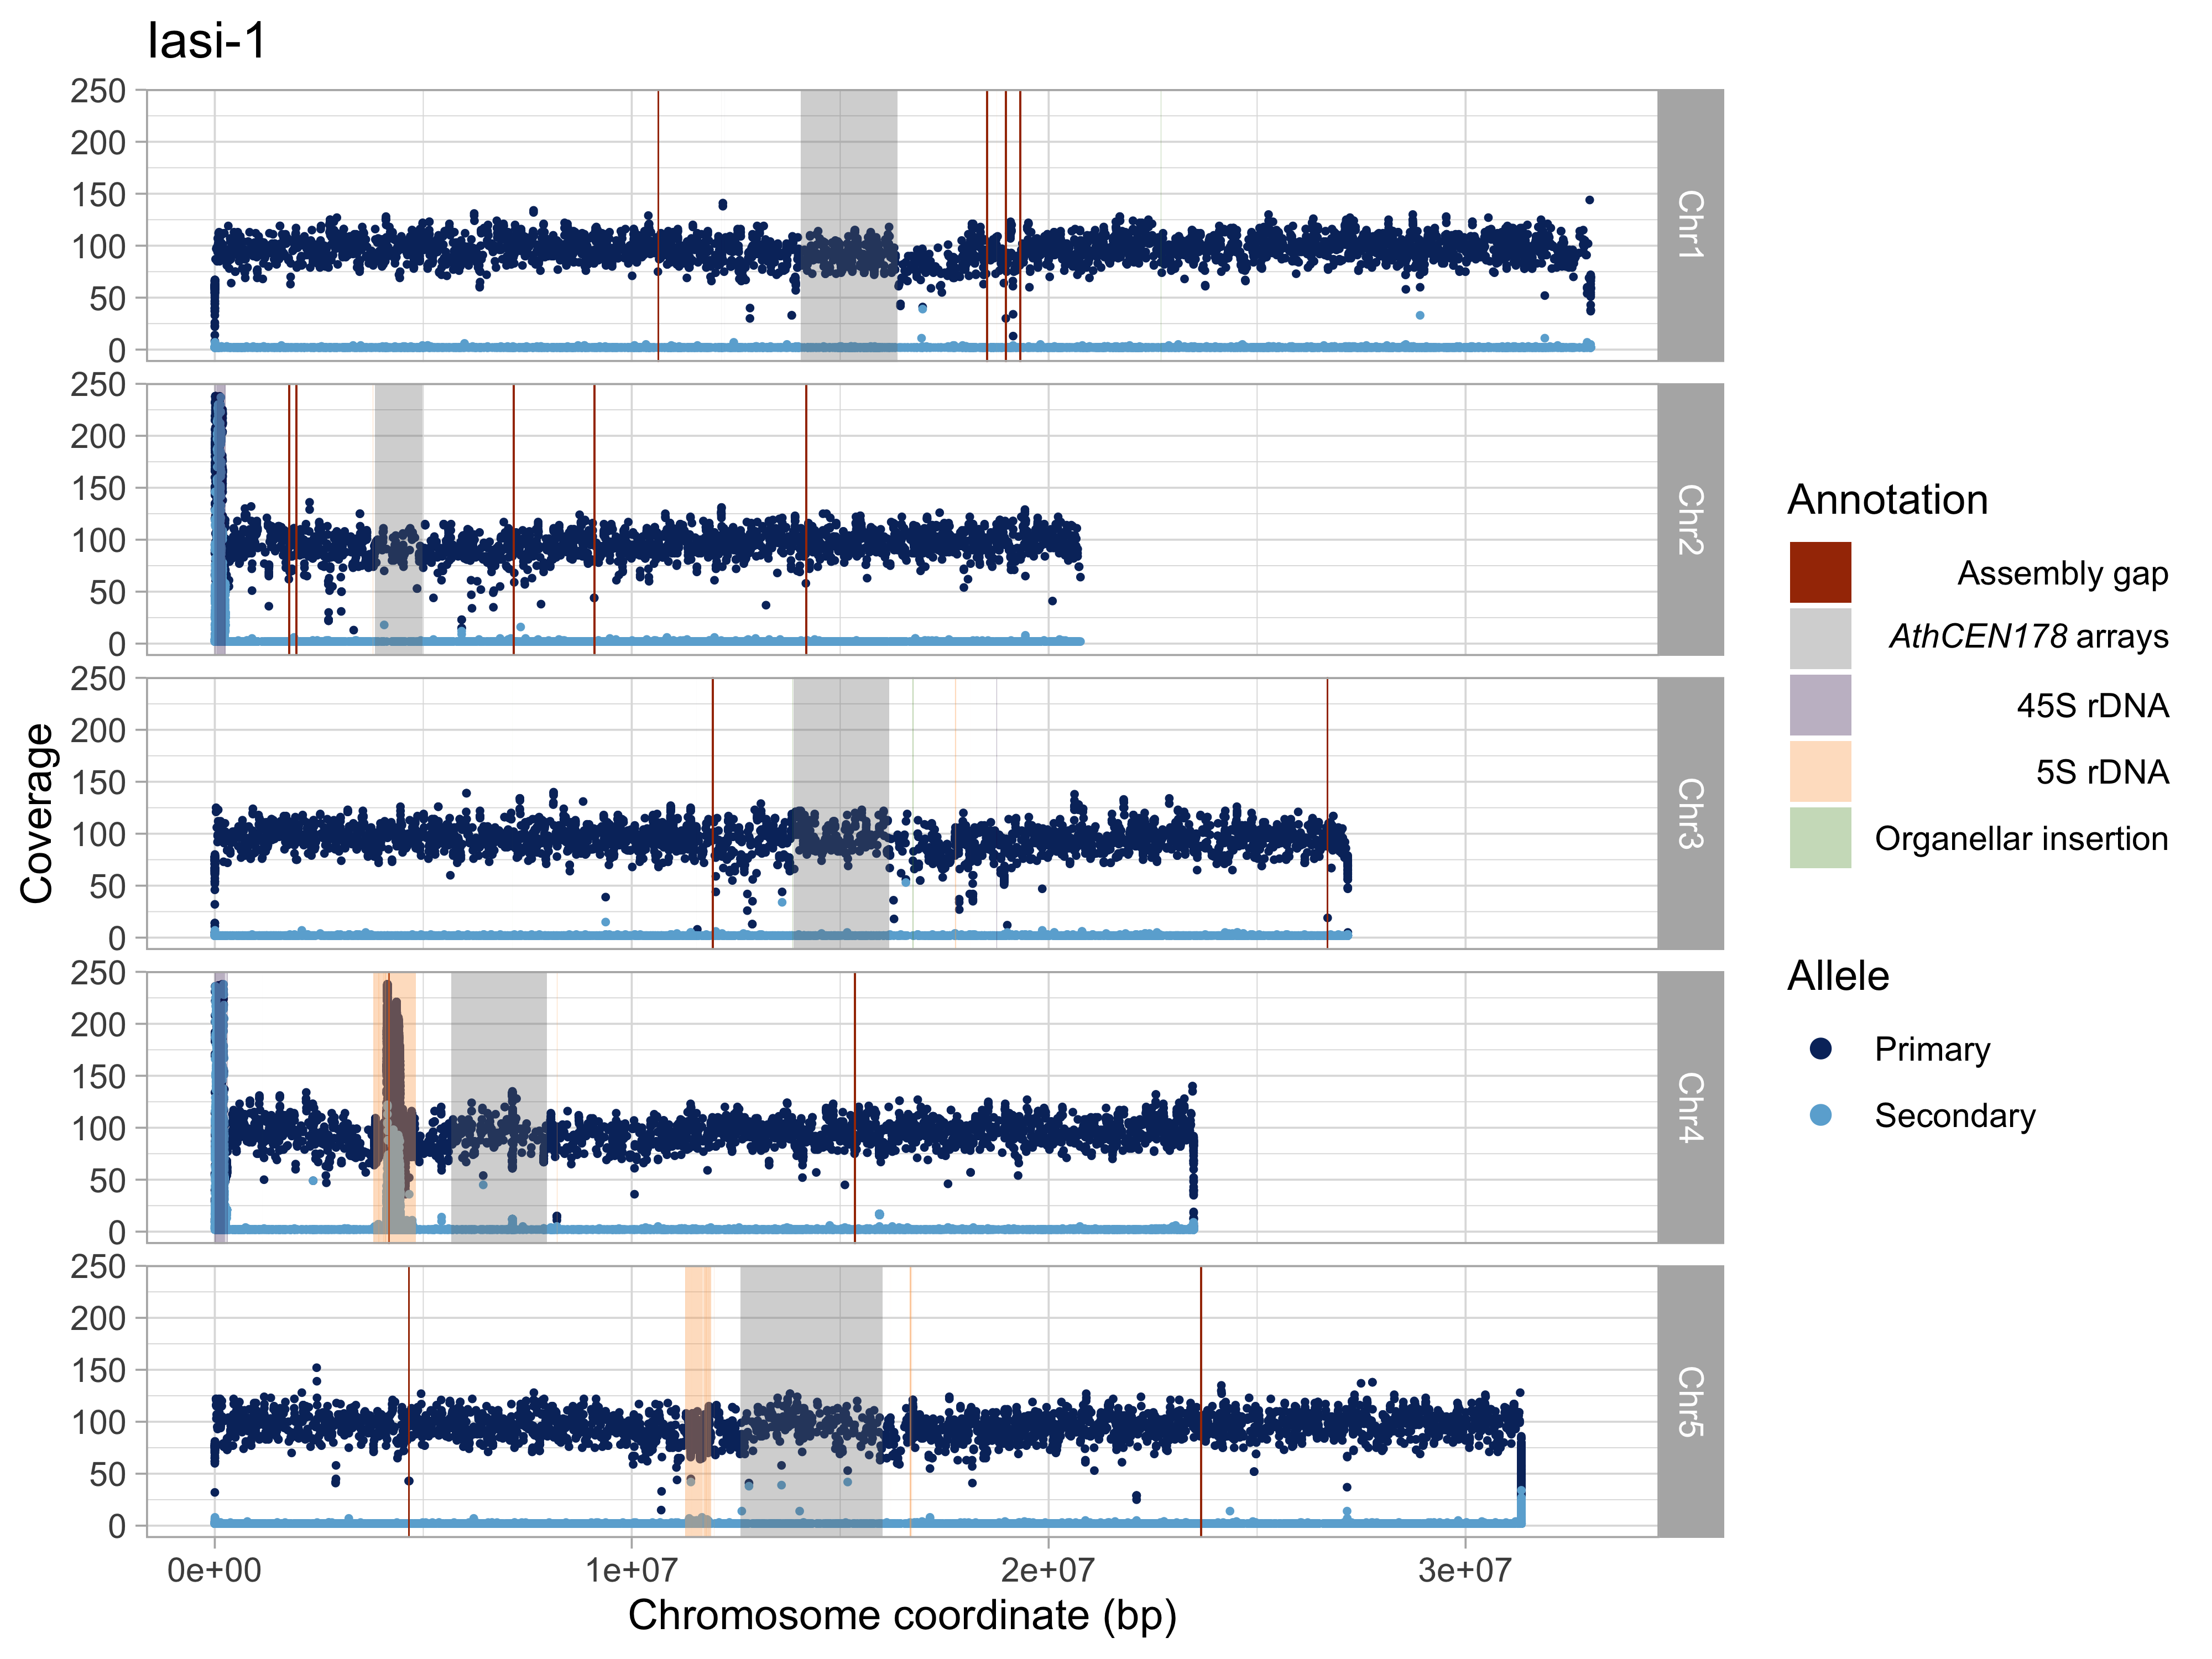 Iasi-1
250
200
150
100
50
0
Chr1
250
200
150
100
50
0
Chr2
250
200
150
100
50
0
Chr3
250
200
150
100
50
0
Chr4
250
200
150
100
50
0
Chr5
0e+00 1e+07 2e+07 3e+07
Chromosome coordinate (bp)
Coverage
Annotation
Assembly gap
AthCEN178 arrays
45S rDNA
5S rDNA
Organellar insertion
Allele
Primary
Secondary